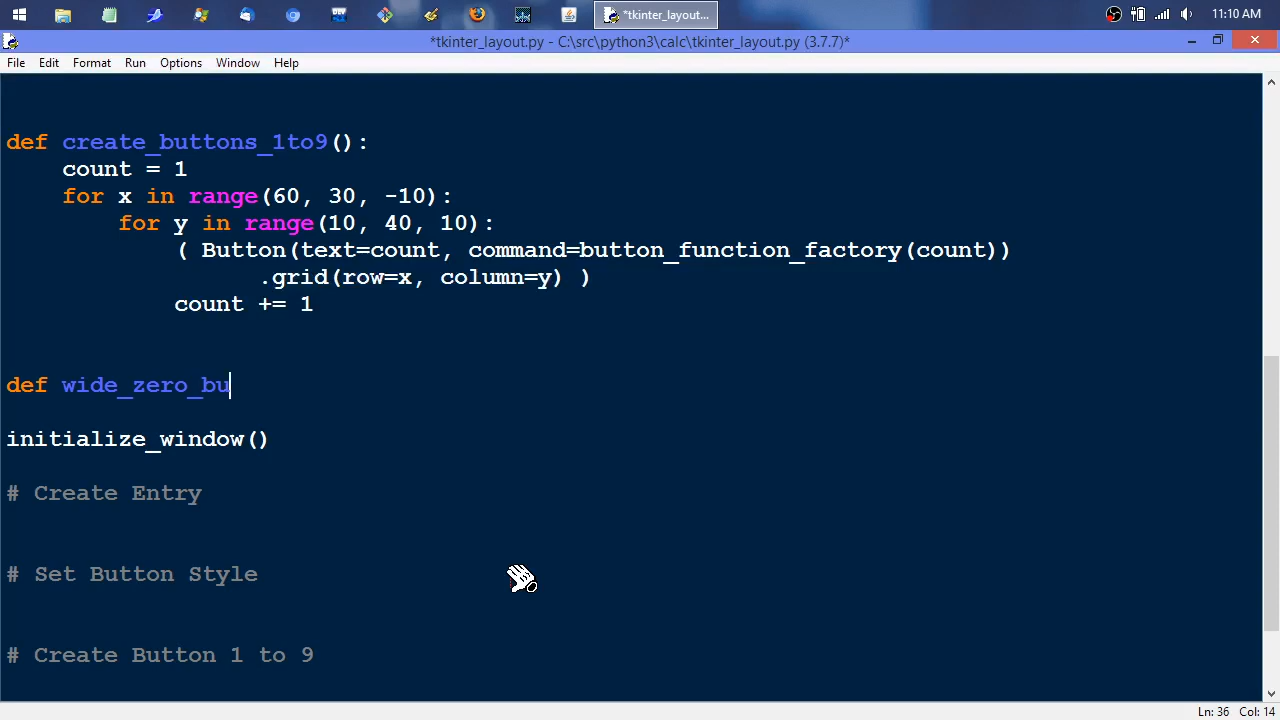 *tkinter_layout...
11:10 AM
*tkinter_layout.py - C:\src\python3\calc\tkinter_layout.py (3.7.7)*
File Edit Format Run Options Window Help
def create_buttons_1to9():
count = 1
for x in range(60, 30, -10):
for y in range(10, 40, 10):
( Button(text=count, command=button_function_factory(count))
.grid(row=x, column=y) )
count += 1
def wide_zero_bu
initialize_window()
# Create Entry
# Set Button Style
# Create Button 1 to 9
Ln: 36 Col: 14